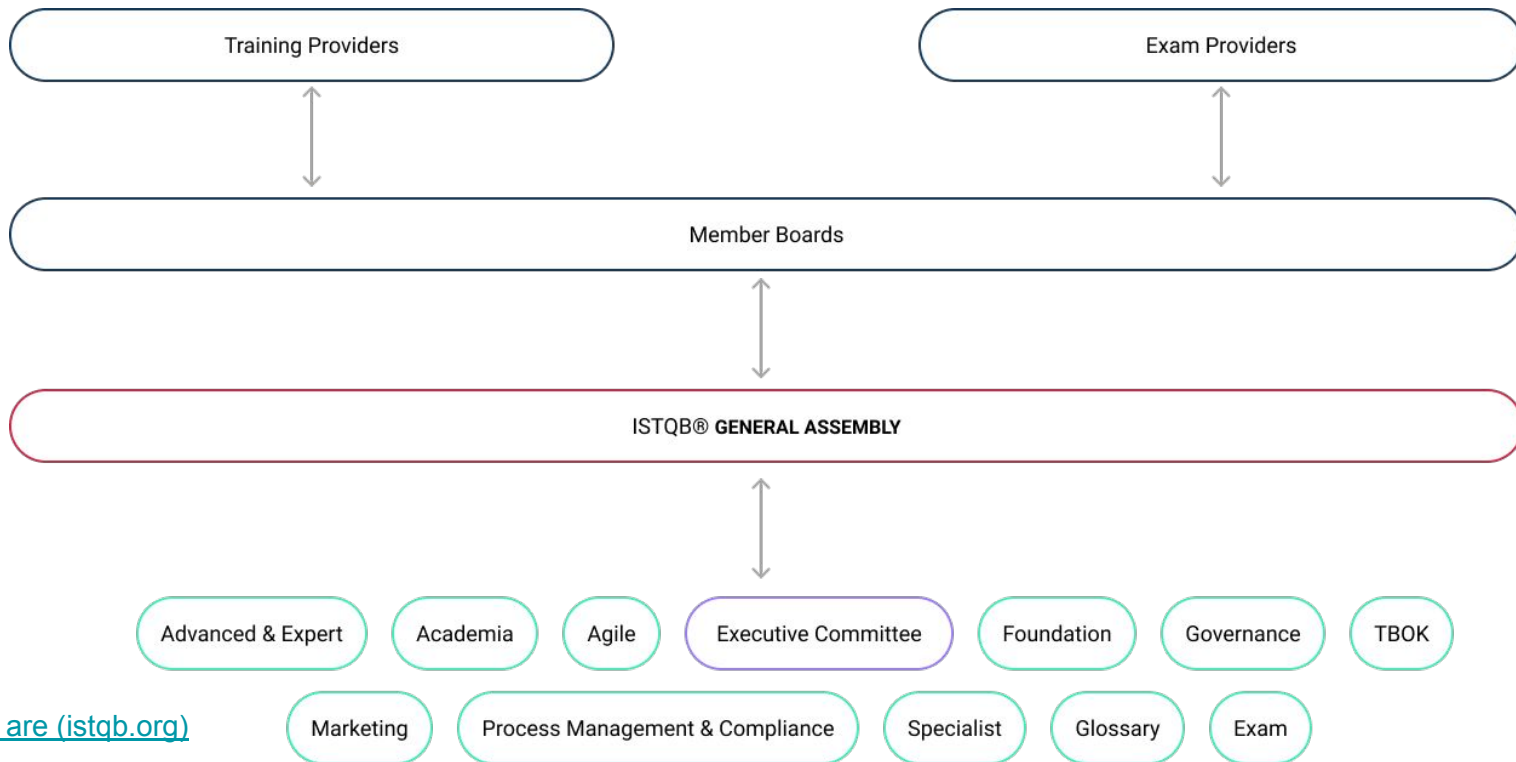 Training Providers
Exam Providers
Member Boards
ISTQB® GENERAL ASSEMBLY
Advanced & Expert
Academia
Agile
Executive Committee
Foundation
Governance
TBOK
are (istqb.org)
Marketing
Process Management & Compliance
Specialist
Glossary
Exam